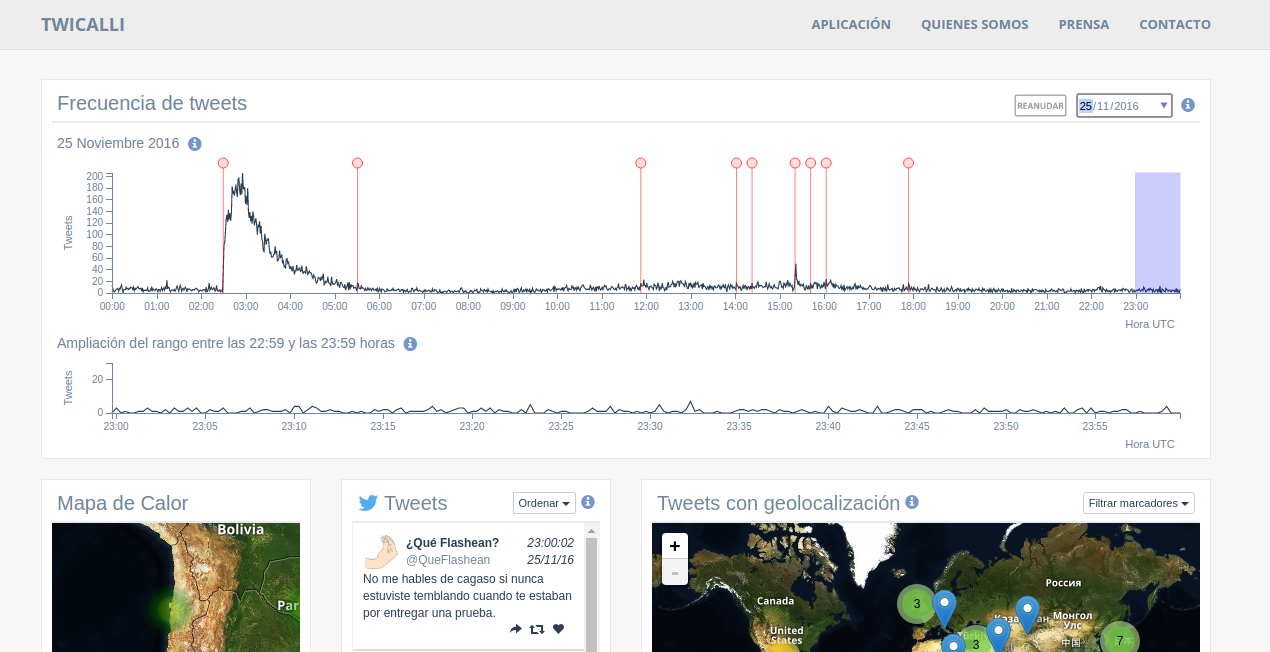 TWICALLI
APLICACIÓN QUIENES SOMOS PRENSA CONTACTO
Frecuencia de tweets
REANUDAR 25/11/2016
25 Noviembre 2016
Tweets
200
180
160
140
120
100
80
60
40
20
0
00:00 01:00 02:00 03:00 04:00 05:00 06:00 07:00 08:00 09:00 10:00 11:00 12:00 13:00 14:00 15:00 16:00 17:00 18:00 19:00 20:00 21:00 22:00 23:00
Hora UTC
Ampliación del rango entre las 22:59 y las 23:59 horas
Tweets
20
0
23:00 23:05 23:10 23:15 23:20 23:25 23:30 23:35 23:40 23:45 23:50 23:55
Hora UTC
Mapa de Calor
Bolivia
Par
Tweets
Ordenar
¿Qué Flashean? 23:00:02
@QueFlashean 25/11/16
No me hables de cagaso si nunca
estuviste temblando cuando te estaban
por entregar una prueba.
Tweets con geolocalización
Filtrar marcadores
+
-
Россия
Canada
3
Монгол
Улс
United
States
3
中国
7